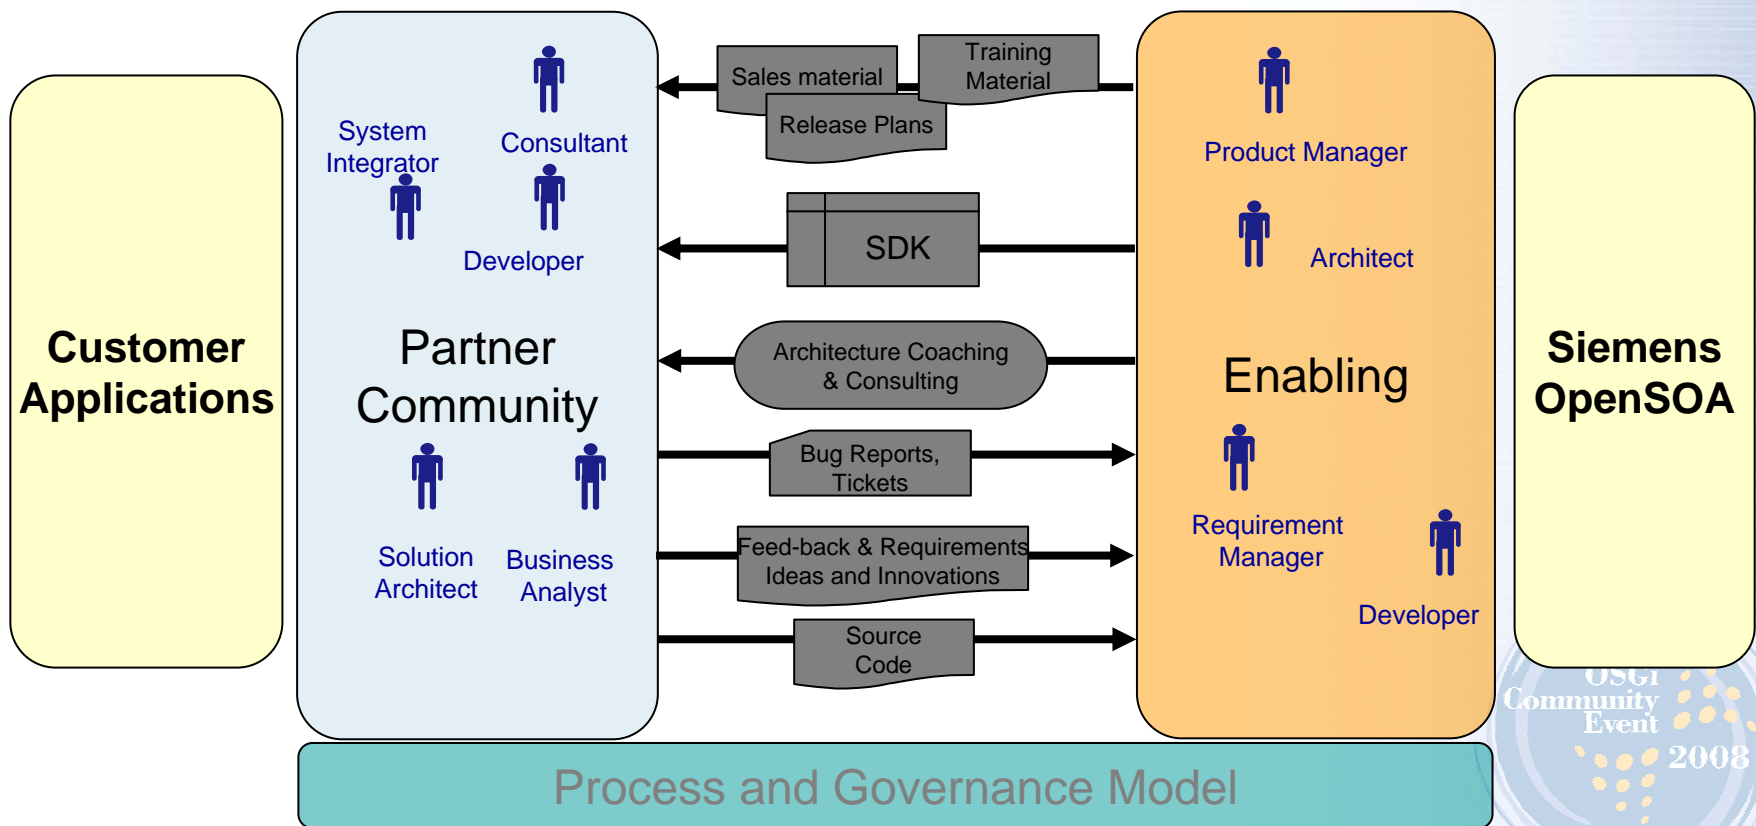 Customer
Applications
System
Integrator
Consultant
Developer
Partner
Community
Solution
Architect
Business
Analyst
Sales material
Training
Material
Release Plans
SDK
Architecture Coaching
& Consulting
Bug Reports,
Tickets
Feed-back & Requirements
Ideas and Innovations
Source
Code
Product Manager
Architect
Enabling
Requirement
Manager
Developer
Siemens
OpenSOA
Process and Governance Model
OSGi
Community
Event
2008